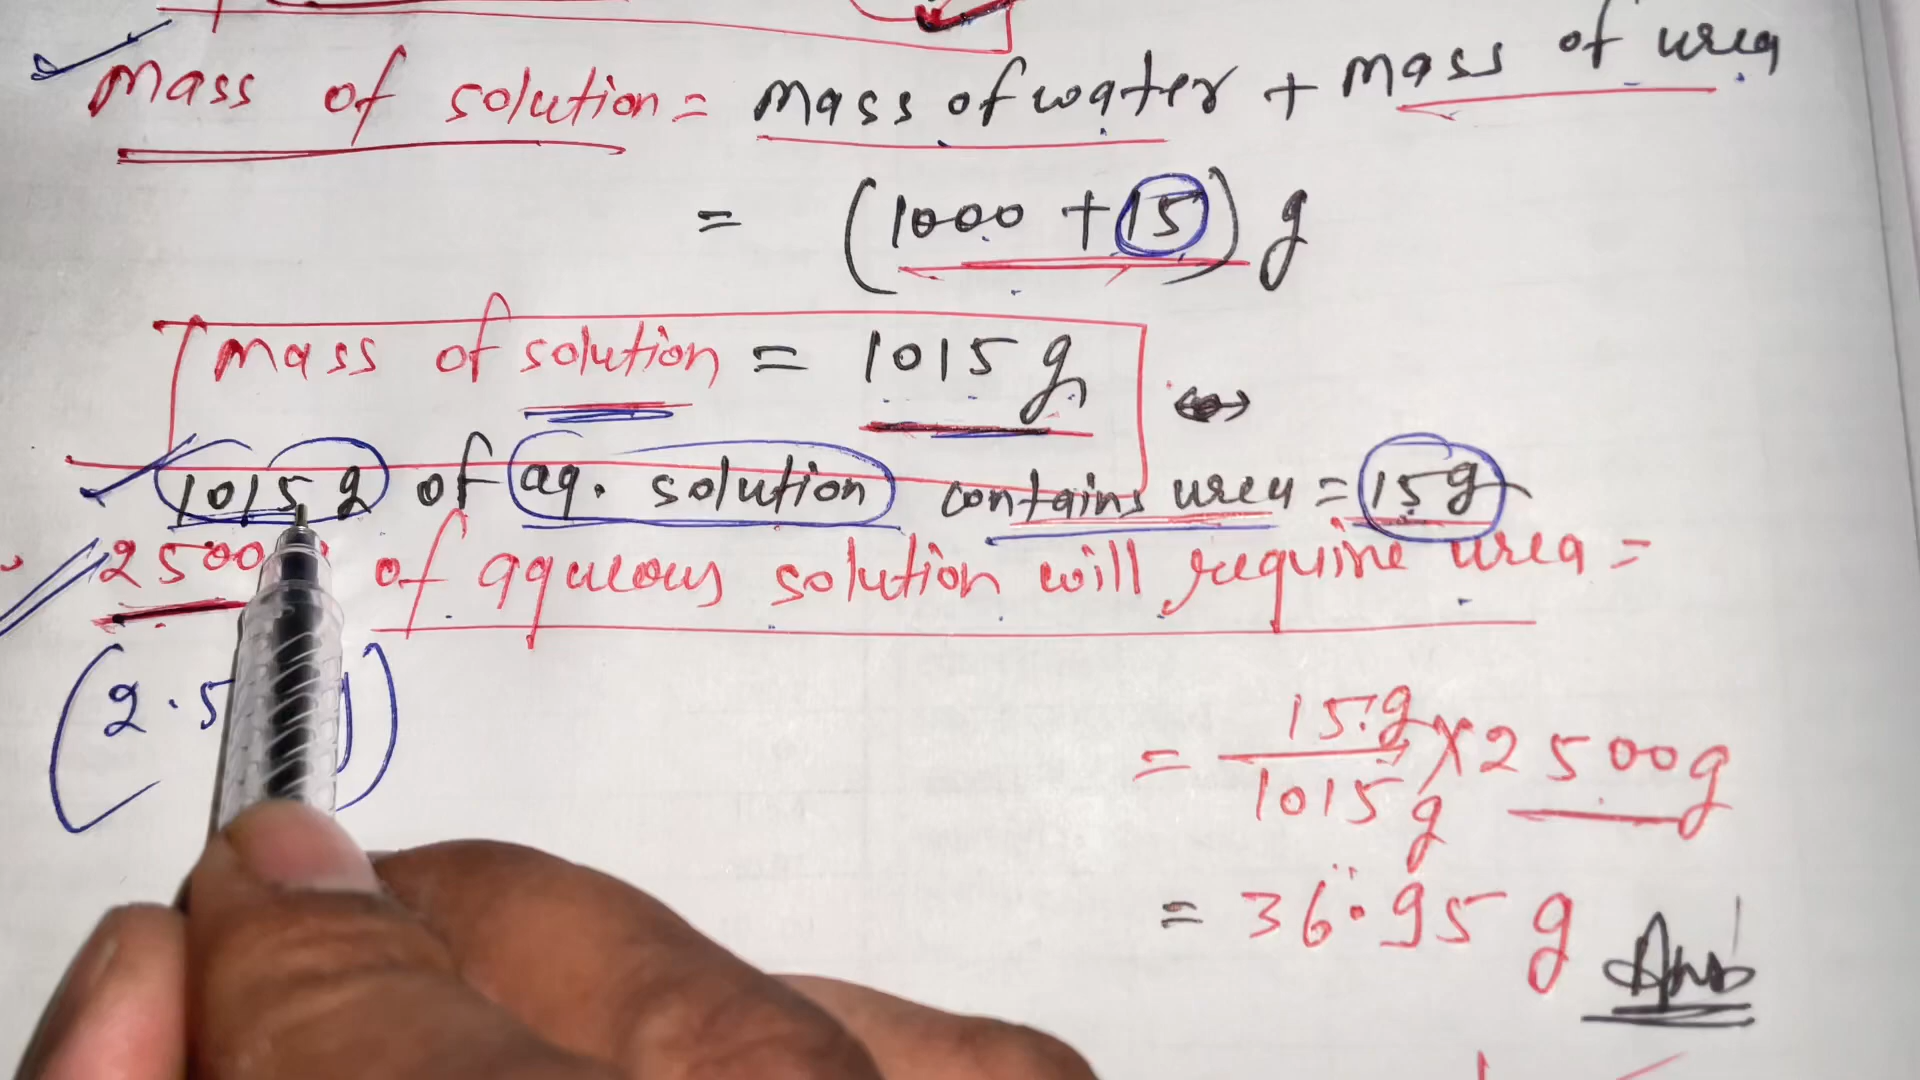 Mass of solution = Mass of water + Mass of urea
= (1000 + 15) g
Mass of solution = 1015 g
1015 g of aq. solution contains urea = 15 g
2500 of aqueous solution will require urea =
(2.5
= 15 g / 1015 g × 2500 g
= 36.95 g Ans